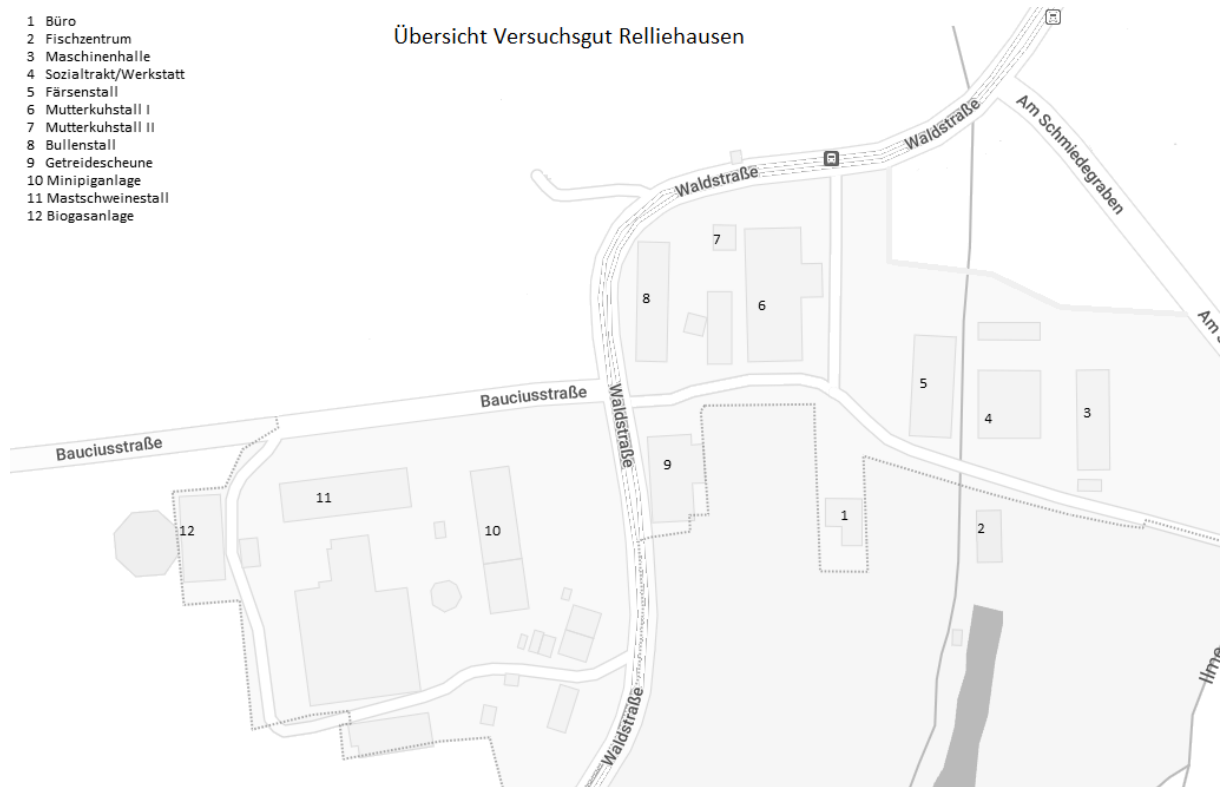 Übersicht Versuchsgut Relliehausen
1 Büro
2 Fischzentrum
3 Maschinenhalle
4 Sozialtrakt/Werkstatt
5 Färsenstall
6 Mutterkuhstall I
7 Mutterkuhstall II
8 Bullenstall
9 Getreidescheune
10 Minipiganlage
11 Mastschweinestall
12 Biogasanlage
Waldstraße
Am Schmiedegraben
Waldstraße
7
8
6
Am S
5
Bauciusstraße
Waldstraße
4
3
Bauciusstraße
9
11
10
12
1
2
Ilme
Waldstraße